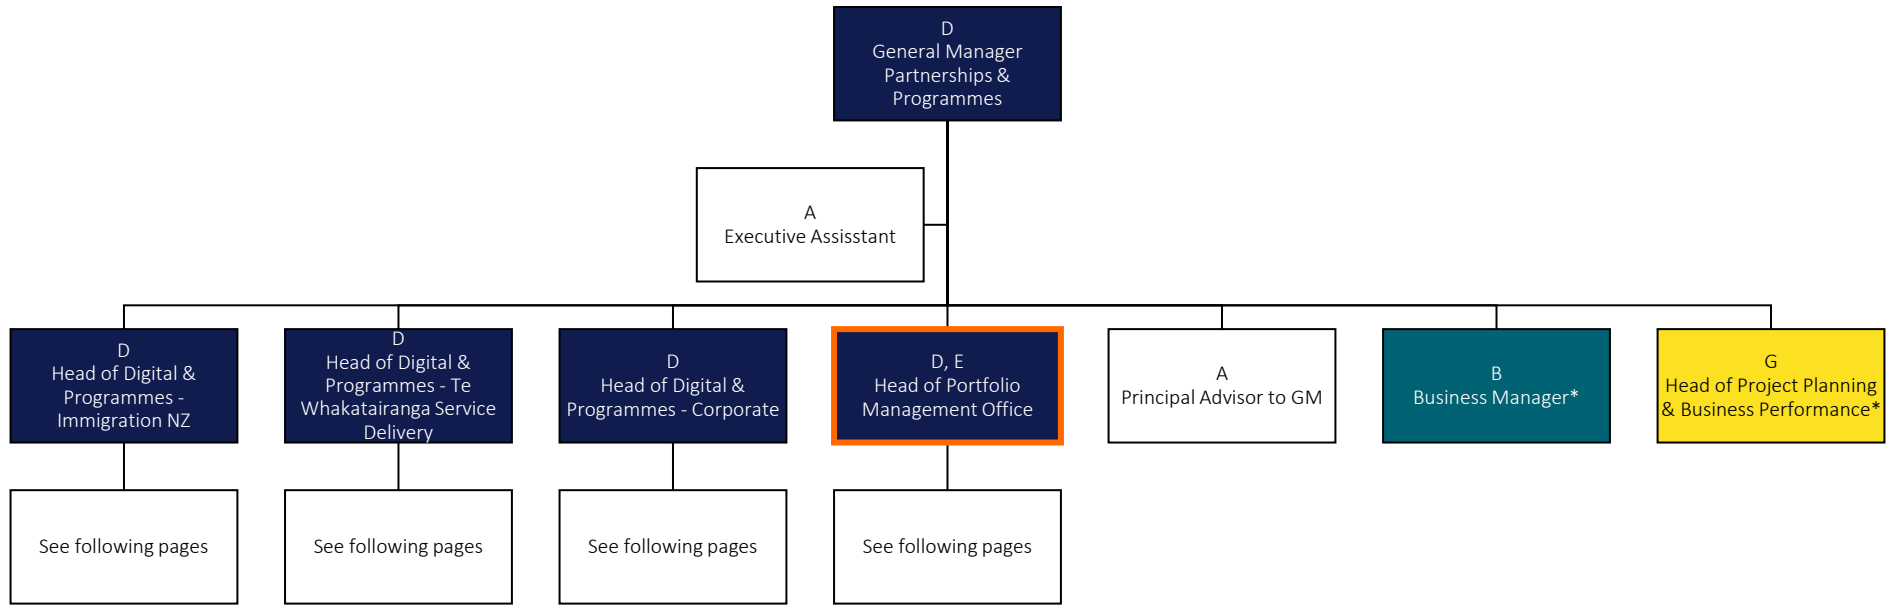 D
General Manager
Partnerships &
Programmes
A
Executive Assisstant
D
Head of Digital &
Programmes -
Immigration NZ
D
Head of Digital &
Programmes - Te
Whakatairanga Service
Delivery
D
Head of Digital &
Programmes - Corporate
D, E
Head of Portfolio
Management Office
A
Principal Advisor to GM
B
Business Manager*
G
Head of Project Planning
& Business Performance*
See following pages
See following pages
See following pages
See following pages